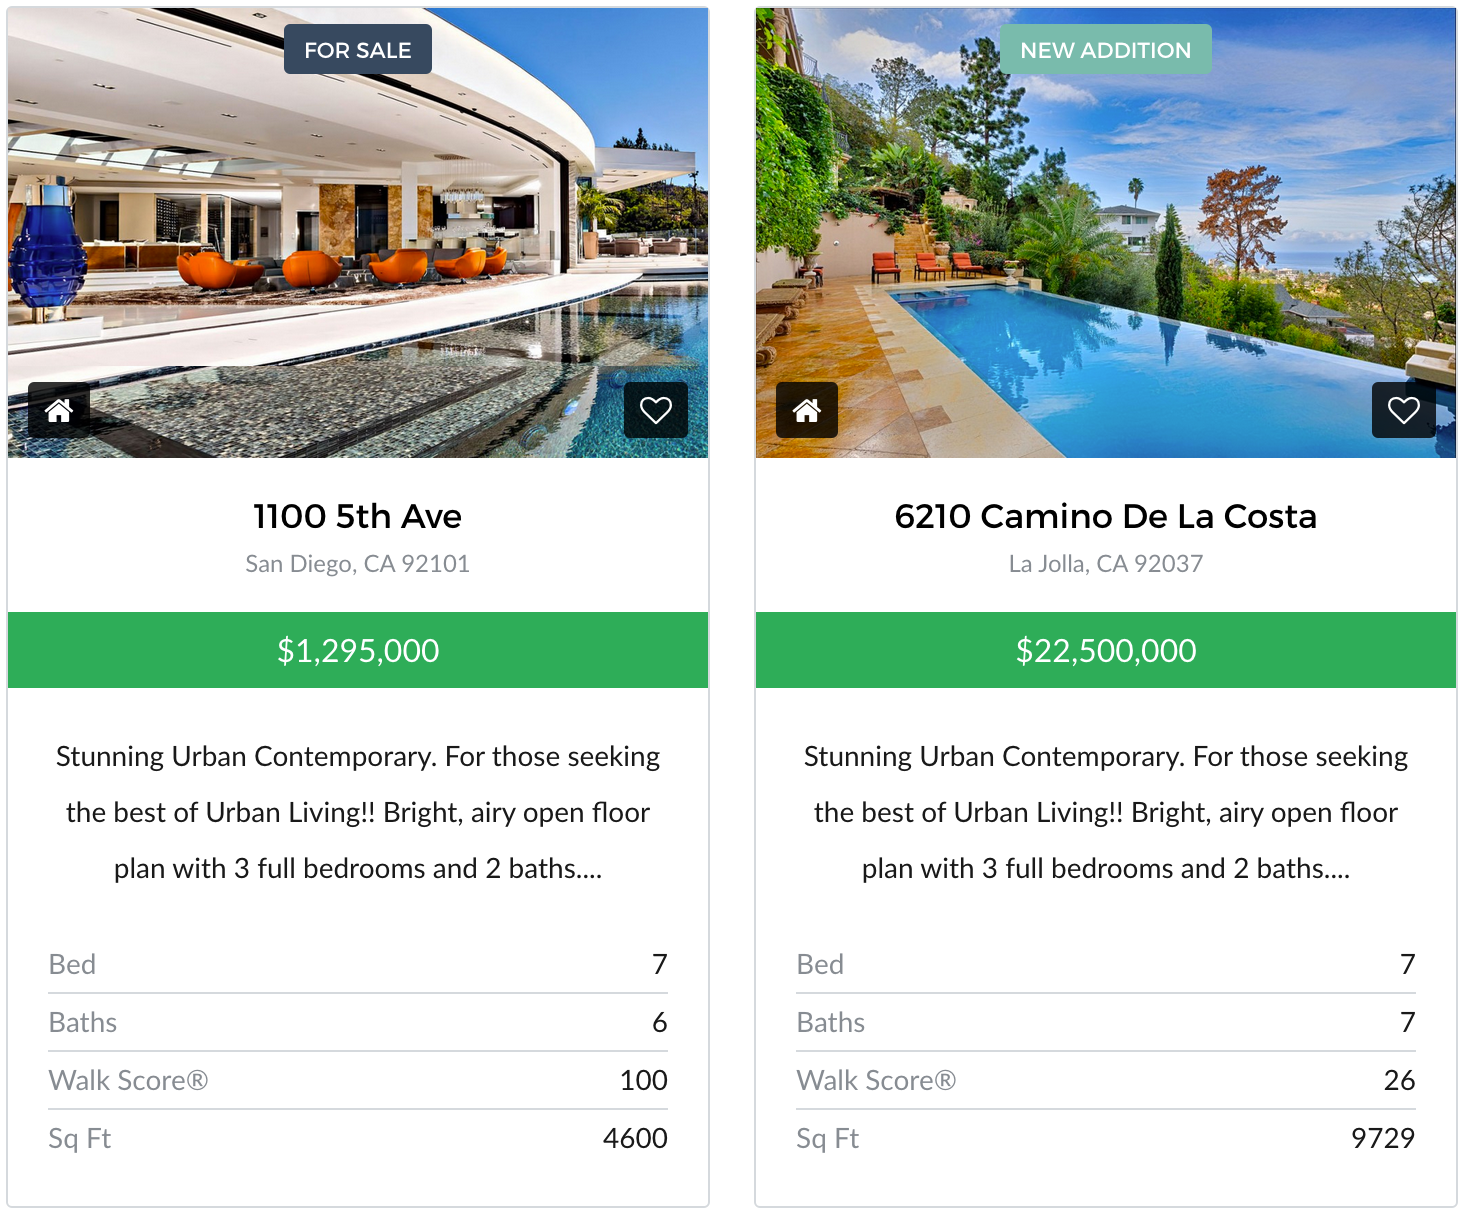 FOR SALE
1100 5th Ave
San Diego, CA 92101
$1,295,000
Stunning Urban Contemporary. For those seeking
the best of Urban Living!! Bright, airy open floor
plan with 3 full bedrooms and 2 baths....
Bed 7
Baths 6
Walk Score® 100
Sq Ft 4600
NEW ADDITION
6210 Camino De La Costa
La Jolla, CA 92037
$22,500,000
Stunning Urban Contemporary. For those seeking
the best of Urban Living!! Bright, airy open floor
plan with 3 full bedrooms and 2 baths....
Bed 7
Baths 7
Walk Score® 26
Sq Ft 9729